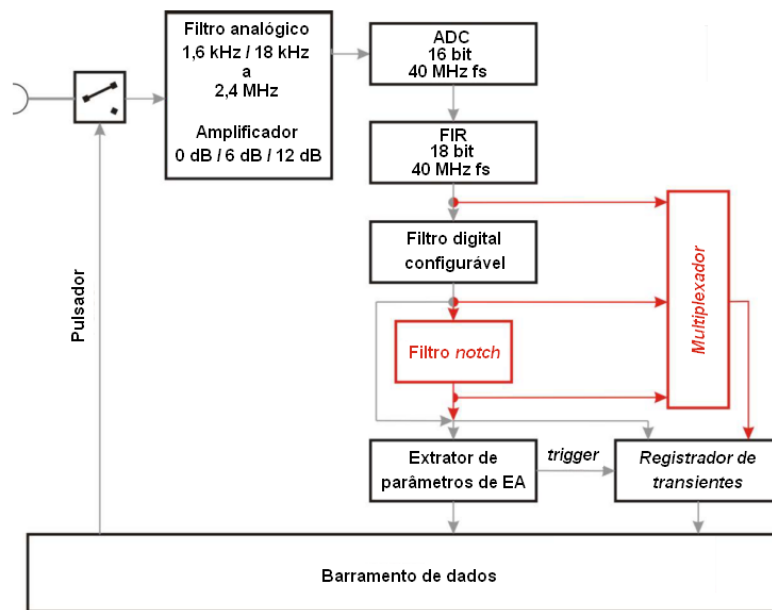 Filtro analógico
1,6 kHz / 18 kHz
a
2,4 MHz
Amplificador
0 dB / 6 dB / 12 dB
ADC
16 bit
40 MHz fs
FIR
18 bit
40 MHz fs
Filtro digital
configurável
Multiplexador
Pulsador
Filtro notch
Extrator de
parâmetros de EA
trigger
Registrador de
transientes
Barramento de dados